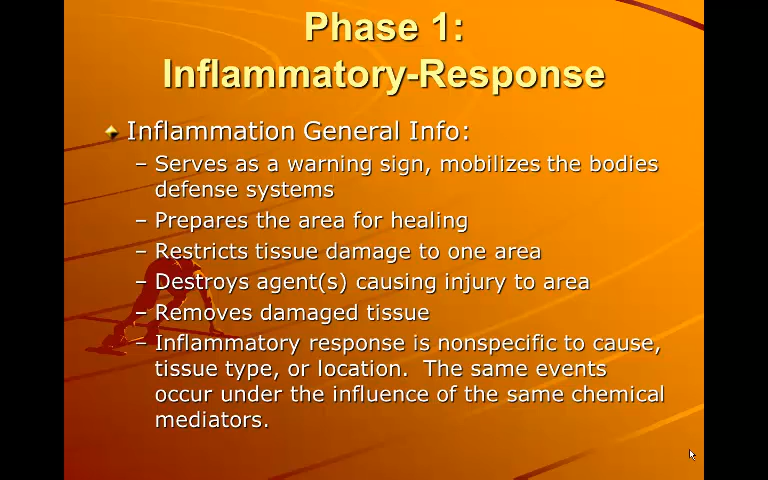 Phase 1:
Inflammatory-Response
Inflammation General Info:
– Serves as a warning sign, mobilizes the bodies
defense systems
– Prepares the area for healing
– Restricts tissue damage to one area
– Destroys agent(s) causing injury to area
– Removes damaged tissue
– Inflammatory response is nonspecific to cause,
tissue type, or location.  The same events
occur under the influence of the same chemical
mediators.